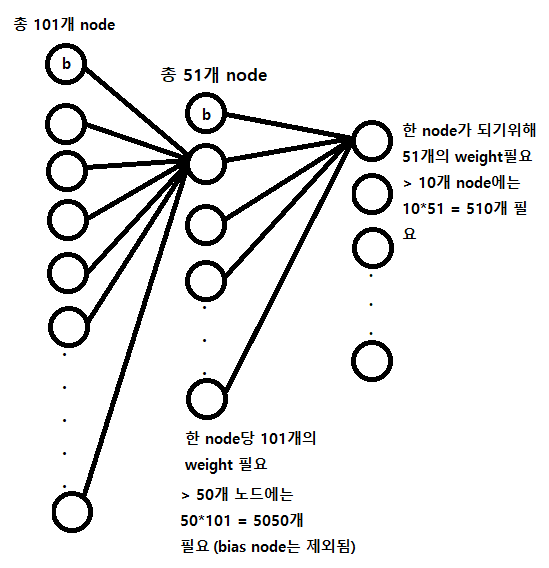 총 101개 node
b
총 51개 node
b
한 node가 되기위해
51개의 weight필요
> 10개 node에는
10*51 = 510개 필
요
한 node당 101개의
weight 필요
> 50개 노드에는
50*101 = 5050개
필요 (bias node는 제외됨)